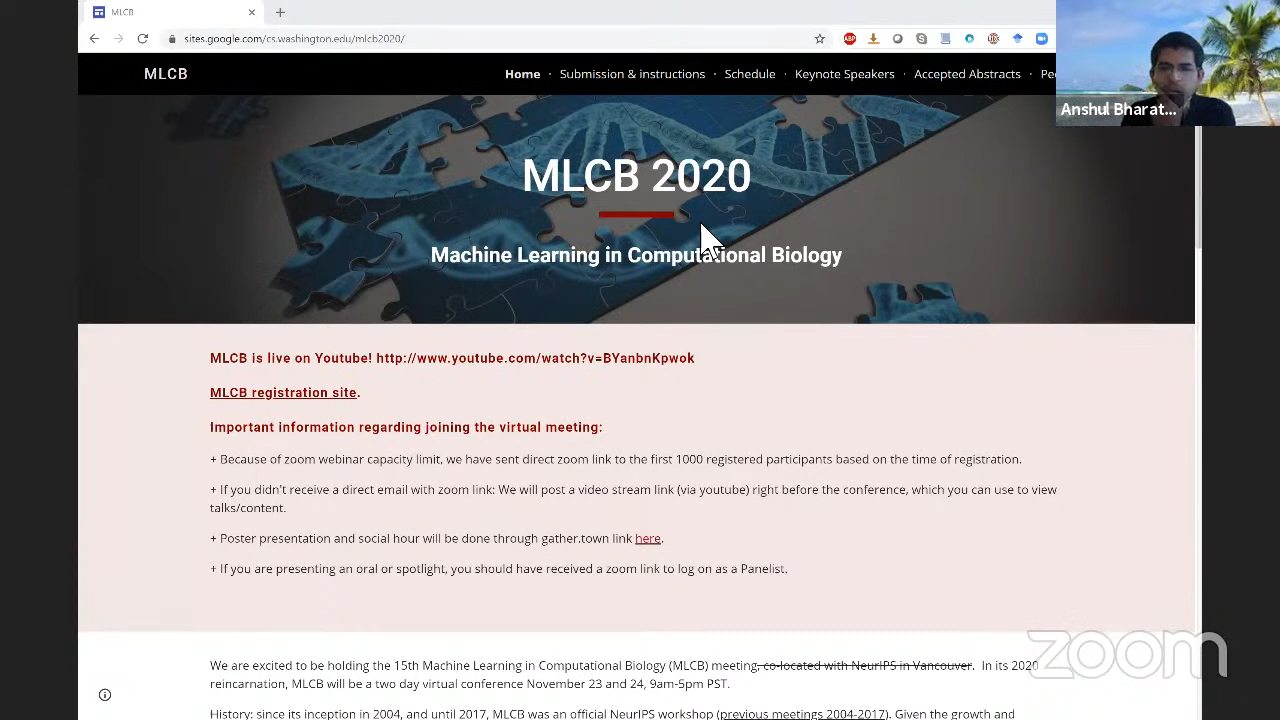 MLCB
sites.google.com/cs.washington.edu/mlcb2020/
ABP
MLCB
Home · Submission & instructions · Schedule · Keynote Speakers · Accepted Abstracts ·
Anshul Bharat...
MLCB 2020
Machine Learning in Computational Biology
MLCB is live on Youtube! http://www.youtube.com/watch?v=BYanbnKpwok
MLCB registration site.
Important information regarding joining the virtual meeting:
+ Because of zoom webinar capacity limit, we have sent direct zoom link to the first 1000 registered participants based on the time of registration.
+ If you didn't receive a direct email with zoom link: We will post a video stream link (via youtube) right before the conference, which you can use to view
talks/content.
+ Poster presentation and social hour will be done through gather.town link here.
+ If you are presenting an oral or spotlight, you should have received a zoom link to log on as a Panelist.
zoom
We are excited to be holding the 15th Machine Learning in Computational Biology (MLCB) meeting, co-located with NeurIPS in Vancouver. In its 2020
reincarnation, MLCB will be a two day virtual conference November 23 and 24, 9am-5pm PST.
History: since its inception in 2004, and until 2017, MLCB was an official NeurIPS workshop (previous meetings 2004-2017). Given the growth and